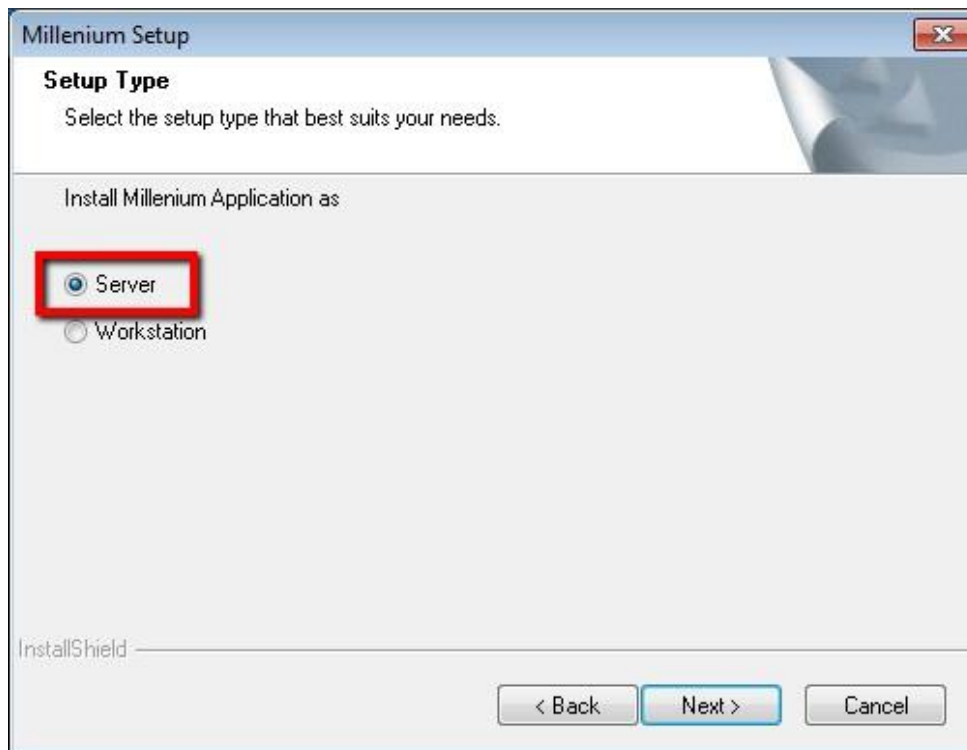 Millenium Setup
Setup Type
Select the setup type that best suits your needs.
Install Millenium Application as
Server
Workstation
InstallShield
< Back Next > Cancel